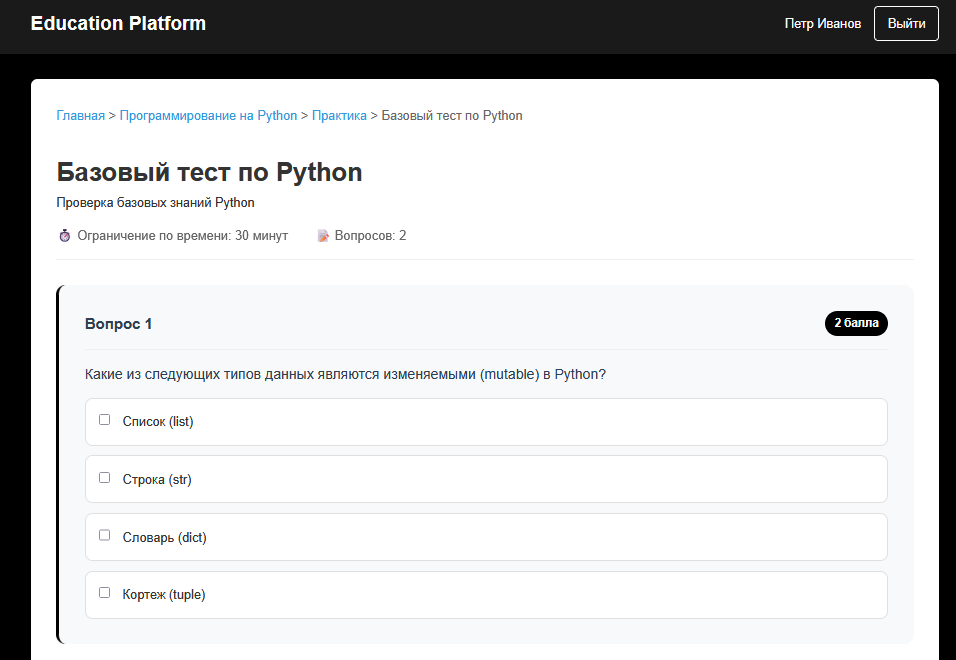 Education Platform
Петр Иванов
Выйти
Главная > Программирование на Python > Практика > Базовый тест по Python
Базовый тест по Python
Проверка базовых знаний Python
Ограничение по времени: 30 минут
Вопросов: 2
Вопрос 1
2 балла
Какие из следующих типов данных являются изменяемыми (mutable) в Python?
Список (list)
Строка (str)
Словарь (dict)
Кортеж (tuple)